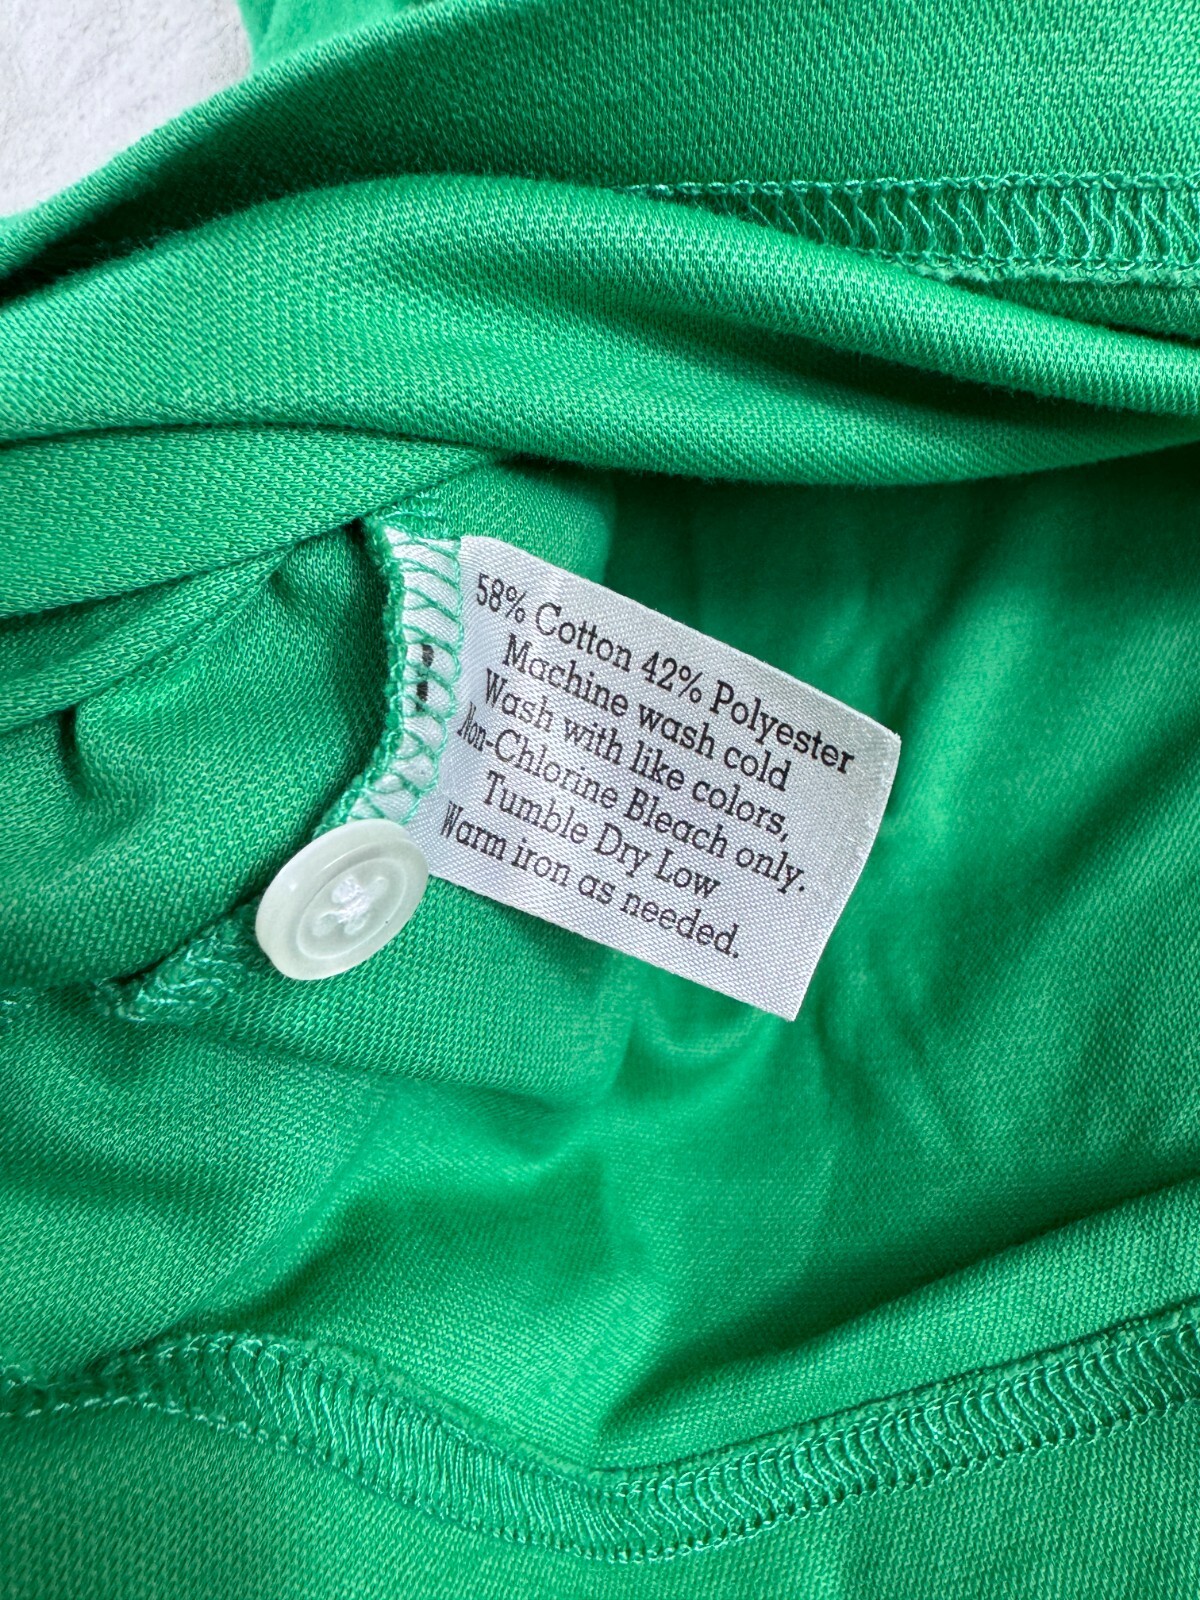 58% Cotton 42% Polyester
Machine wash cold
Wash with like colors,
Non-Chlorine Bleach only.
Tumble Dry Low
Warm iron as needed.